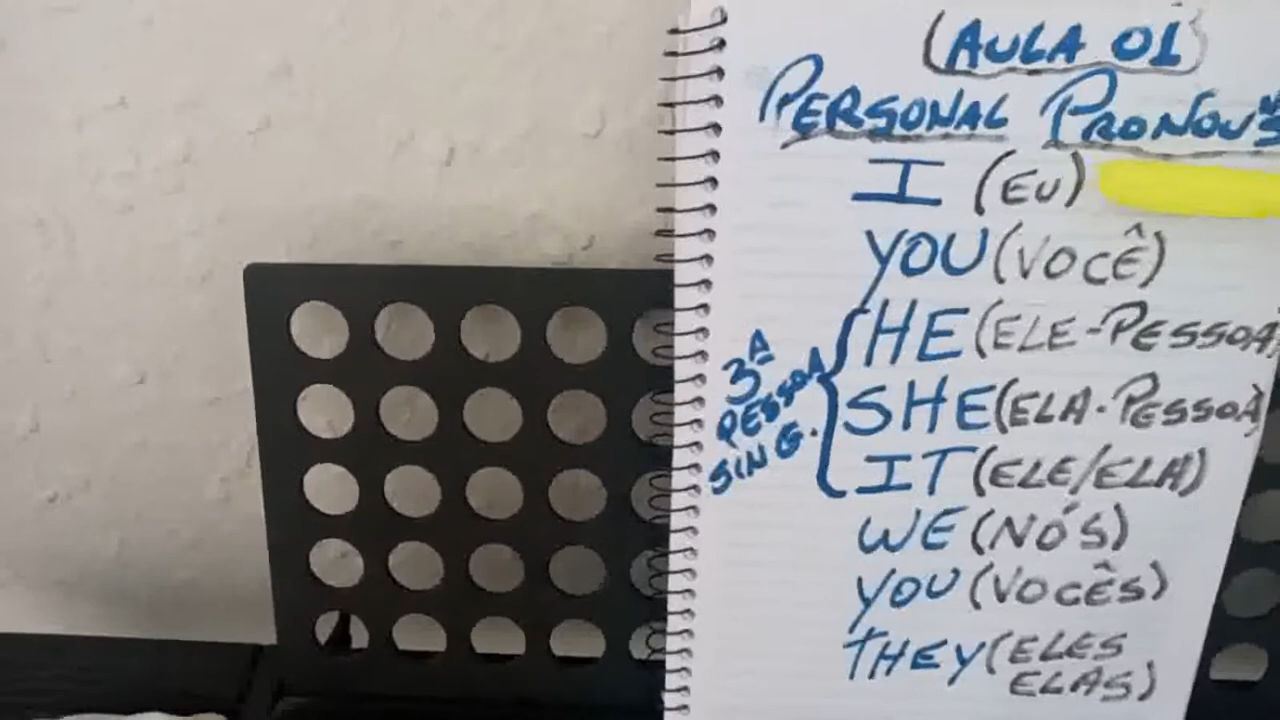 (AULA 01)
PERSONAL PRONOUNS
I (EU)
YOU (VOCÊ)
HE (ELE-PESSOA)
SHE (ELA-PESSOA)
IT (ELE/ELA)
3ª PESSOA SING.
WE (NÓS)
YOU (VOCÊS)
THEY (ELES
ELAS)